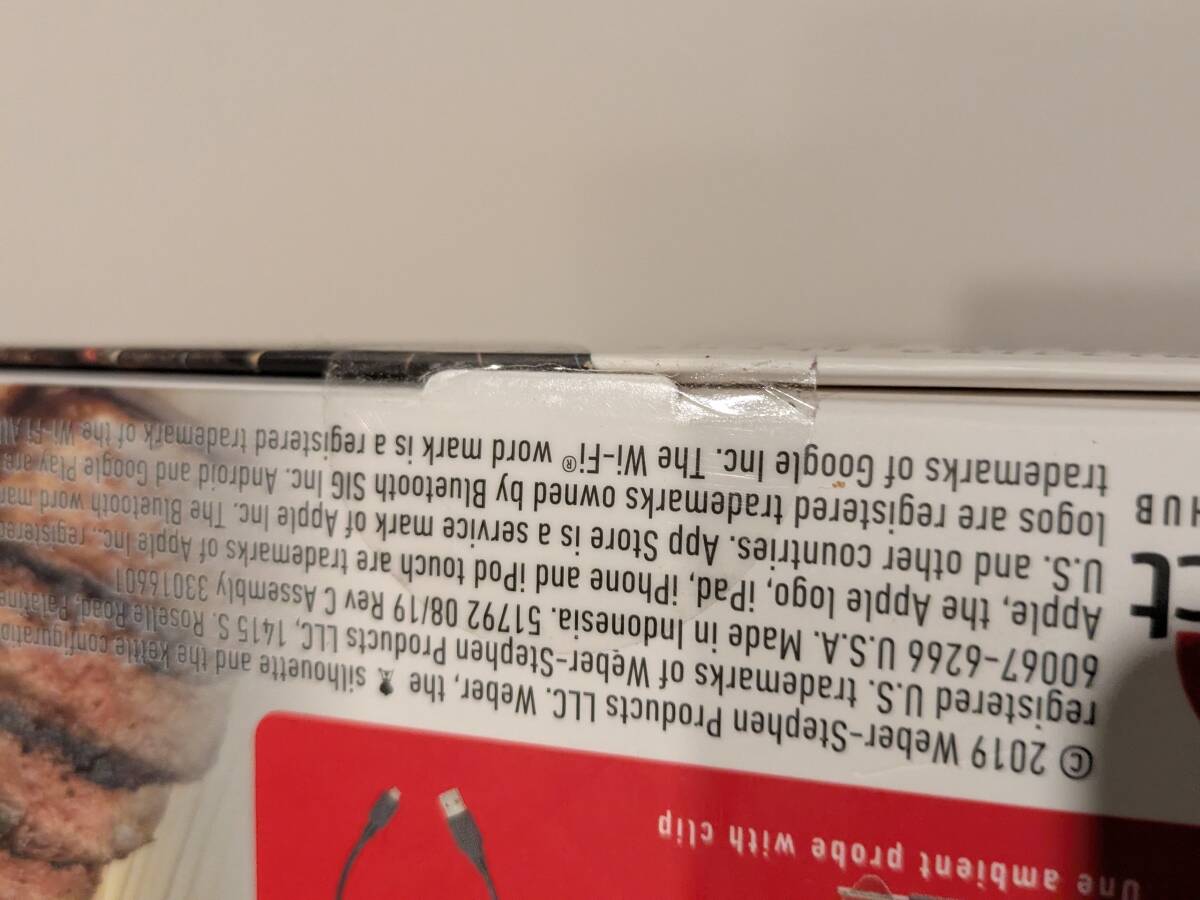 One ambient probe with clip
© 2019 Weber-Stephen Products LLC. Weber, the silhouette and the kettle configuratio
registered U.S. trademarks of Weber-Stephen Products LLC, 1415 S. Roselle Road, Palatine
60067-6266 U.S.A. Made in Indonesia. 51792 08/19 Rev C Assembly 33016601
Apple, the Apple logo, iPad, iPhone and iPod touch are trademarks of Apple Inc., registered
U.S. and other countries. App Store is a service mark of Apple Inc. The Bluetooth word mar
logos are registered trademarks owned by Bluetooth SIG Inc. Android and Google Play are
trademarks of Google Inc. The Wi-Fi® word mark is a registered trademark of the Wi-Fi All
ct
HUB